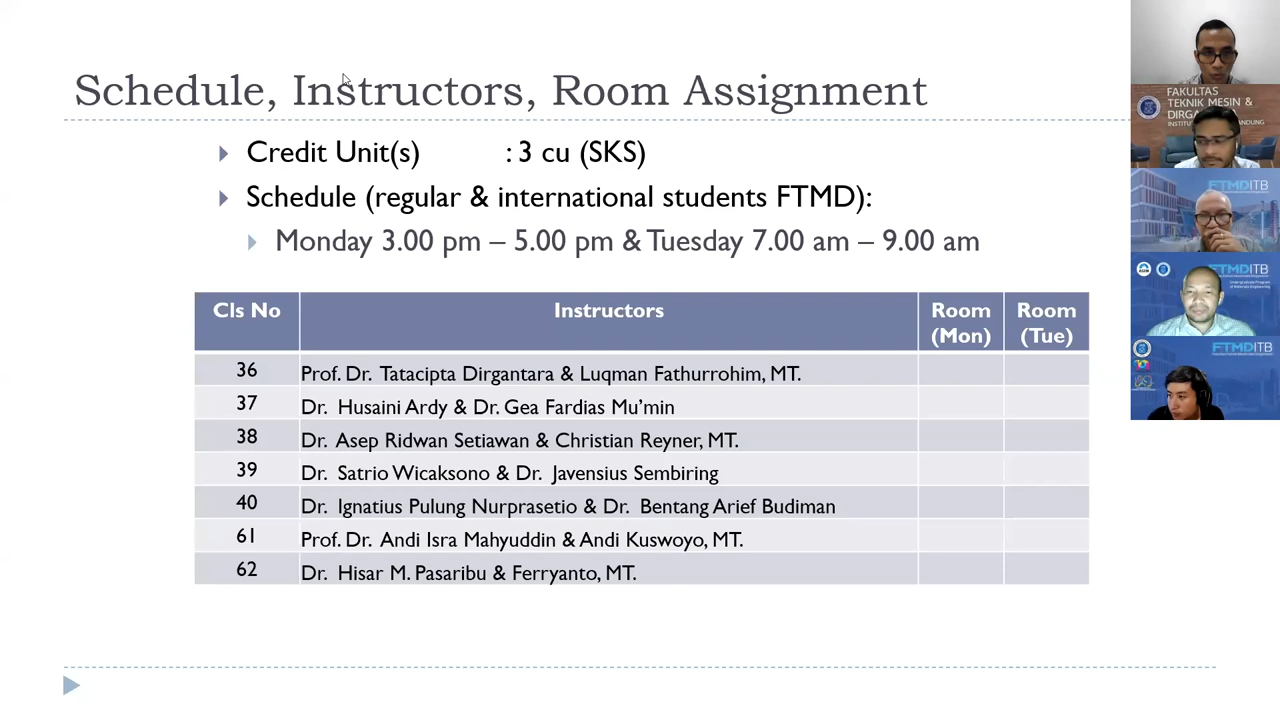 Schedule, Instructors, Room Assignment
Credit Unit(s) : 3 cu (SKS)
Schedule (regular & international students FTMD):
Monday 3.00 pm – 5.00 pm & Tuesday 7.00 am – 9.00 am
Cls No Instructors Room (Mon) Room (Tue)
36 Prof. Dr. Tatacipta Dirgantara & Luqman Fathurrohim, MT.
37 Dr. Husaini Ardy & Dr. Gea Fardias Mu’min
38 Dr. Asep Ridwan Setiawan & Christian Reyner, MT.
39 Dr. Satrio Wicaksono & Dr. Javensius Sembiring
40 Dr. Ignatius Pulung Nurprasetio & Dr. Bentang Arief Budiman
61 Prof. Dr. Andi Isra Mahyuddin & Andi Kuswoyo, MT.
62 Dr. Hisar M. Pasaribu & Ferryanto, MT.
FAKULTAS
TEKNIK MESIN &
FTMDITB
FTMDITB
Undergraduate Program
of Materials Engineering
FTMDITB